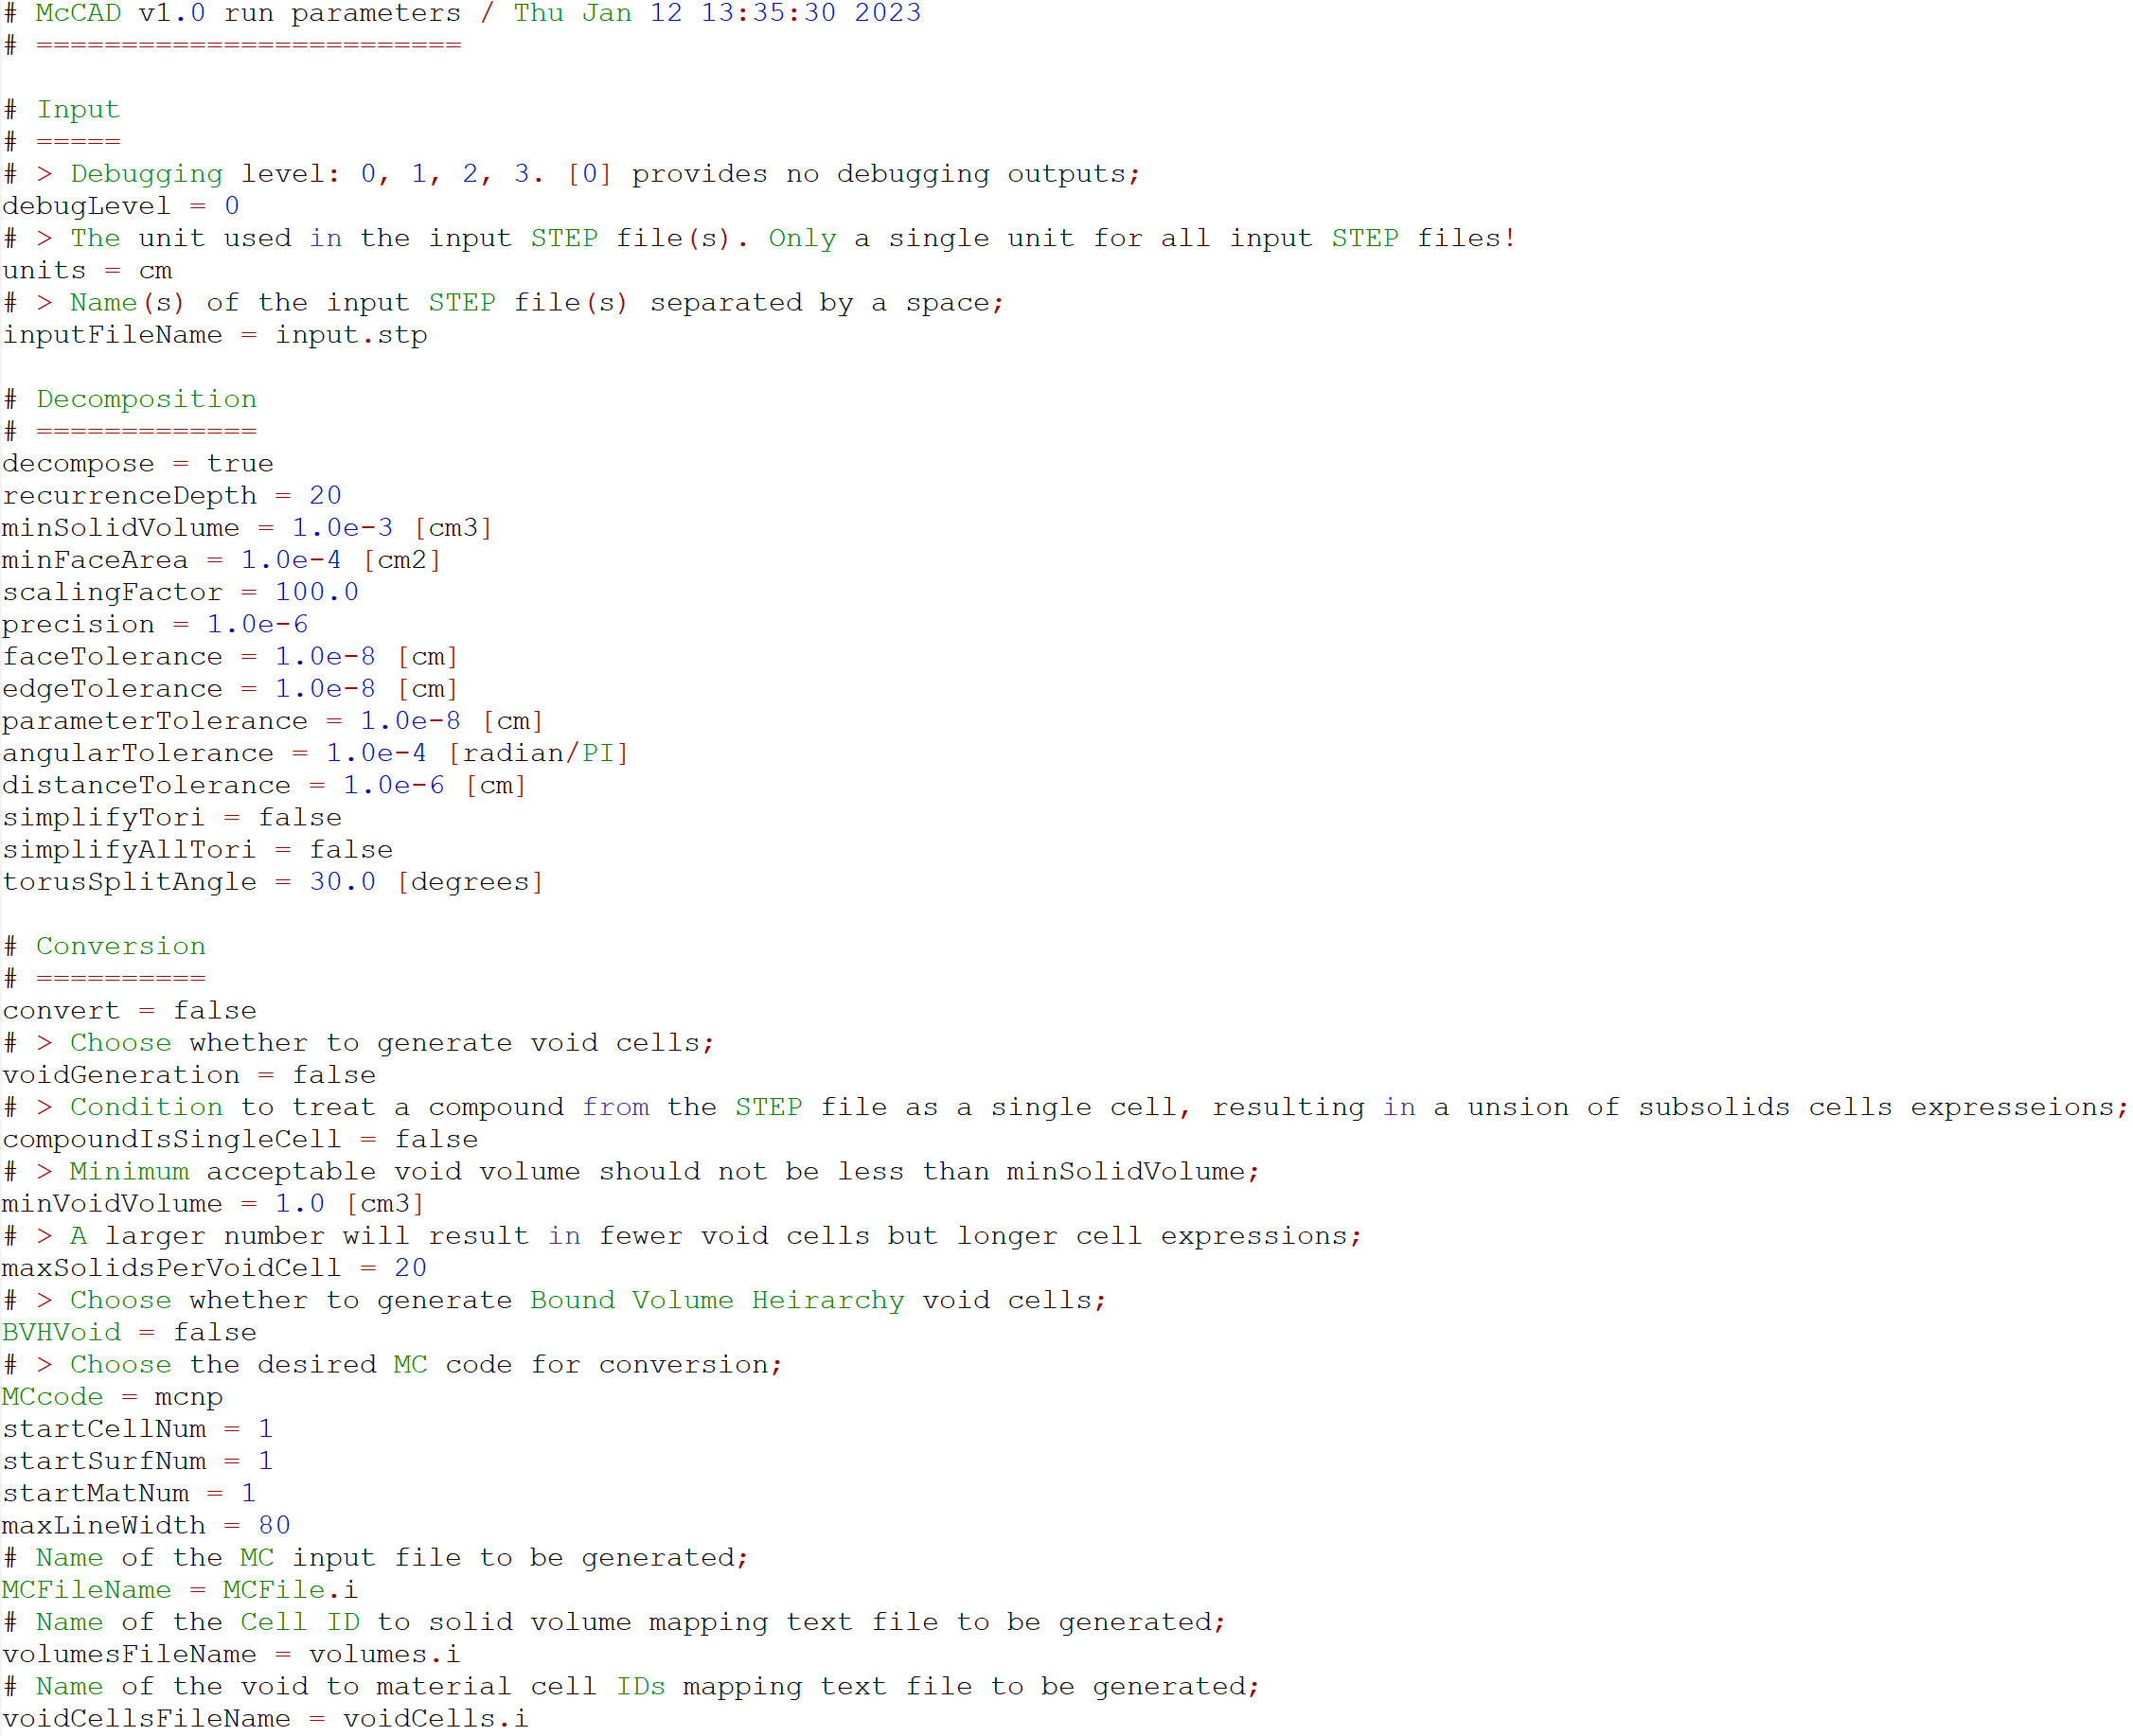 # McCAD v1.0 run parameters / Thu Jan 12 13:35:30 2023
# =========================
# Input
# =====
# > Debugging level: 0, 1, 2, 3. [0] provides no debugging outputs;
debugLevel = 0
# > The unit used in the input STEP file(s). Only a single unit for all input STEP files!
units = cm
# > Name(s) of the input STEP file(s) separated by a space;
inputFileName = input.stp
# Decomposition
# =============
decompose = true
recurrenceDepth = 20
minSolidVolume = 1.0e-3 [cm3]
minFaceArea = 1.0e-4 [cm2]
scalingFactor = 100.0
precision = 1.0e-6
faceTolerance = 1.0e-8 [cm]
edgeTolerance = 1.0e-8 [cm]
parameterTolerance = 1.0e-8 [cm]
angularTolerance = 1.0e-4 [radian/PI]
distanceTolerance = 1.0e-6 [cm]
simplifyTori = false
simplifyAllTori = false
torusSplitAngle = 30.0 [degrees]
# Conversion
# ==========
convert = false
# > Choose whether to generate void cells;
voidGeneration = false
# > Condition to treat a compound from the STEP file as a single cell, resulting in a unsion of subsolids cells expresseions;
compoundIsSingleCell = false
# > Minimum acceptable void volume should not be less than minSolidVolume;
minVoidVolume = 1.0 [cm3]
# > A larger number will result in fewer void cells but longer cell expressions;
maxSolidsPerVoidCell = 20
# > Choose whether to generate Bound Volume Heirarchy void cells;
BVHVoid = false
# > Choose the desired MC code for conversion;
MCcode = mcnp
startCellNum = 1
startSurfNum = 1
startMatNum = 1
maxLineWidth = 80
# Name of the MC input file to be generated;
MCFileName = MCFile.i
# Name of the Cell ID to solid volume mapping text file to be generated;
volumesFileName = volumes.i
# Name of the void to material cell IDs mapping text file to be generated;
voidCellsFileName = voidCells.i